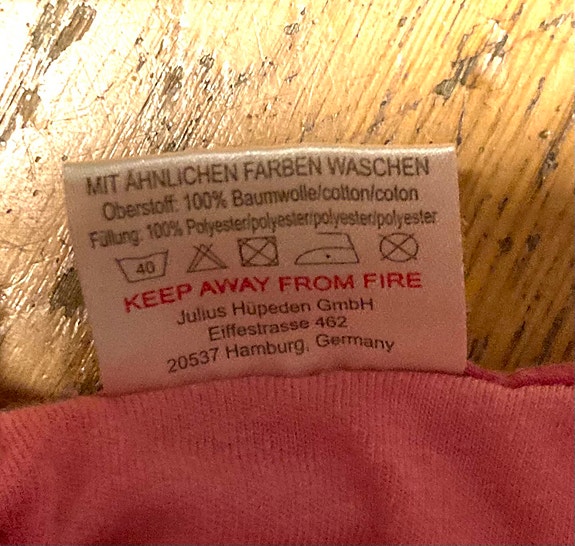 MIT ÄHNLICHEN FARBEN WASCHEN
Oberstoff: 100% Baumwolle/cotton/coton
Füllung: 100% Polyester/polyester/polyester/polyester
40
KEEP AWAY FROM FIRE
Julius Hüpeden GmbH
Eiffestrasse 462
20537 Hamburg, Germany